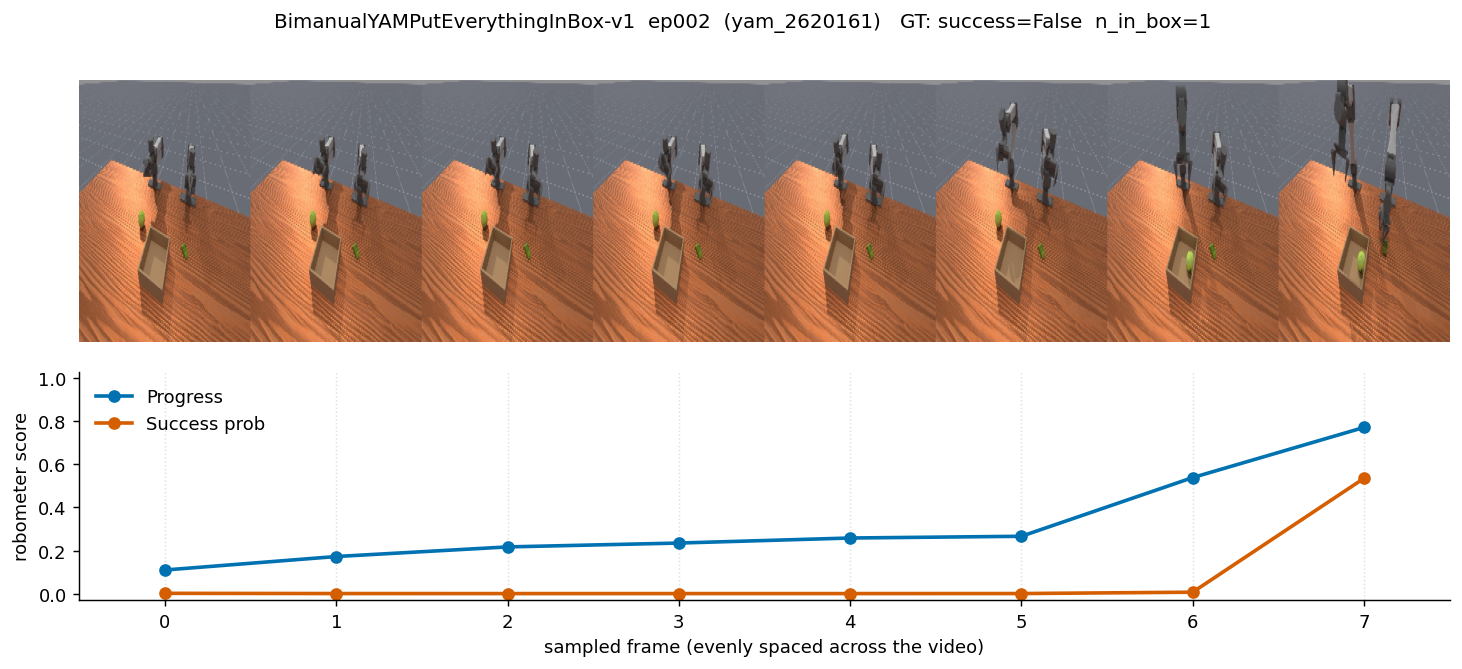 BimanualYAMPutEverythingInBox-v1  ep002  (yam_2620161)   GT: success=False  n_in_box=1
1.0
0.8
0.6
0.4
0.2
0.0
robometer score
Progress
Success prob
0 1 2 3 4 5 6 7
sampled frame (evenly spaced across the video)